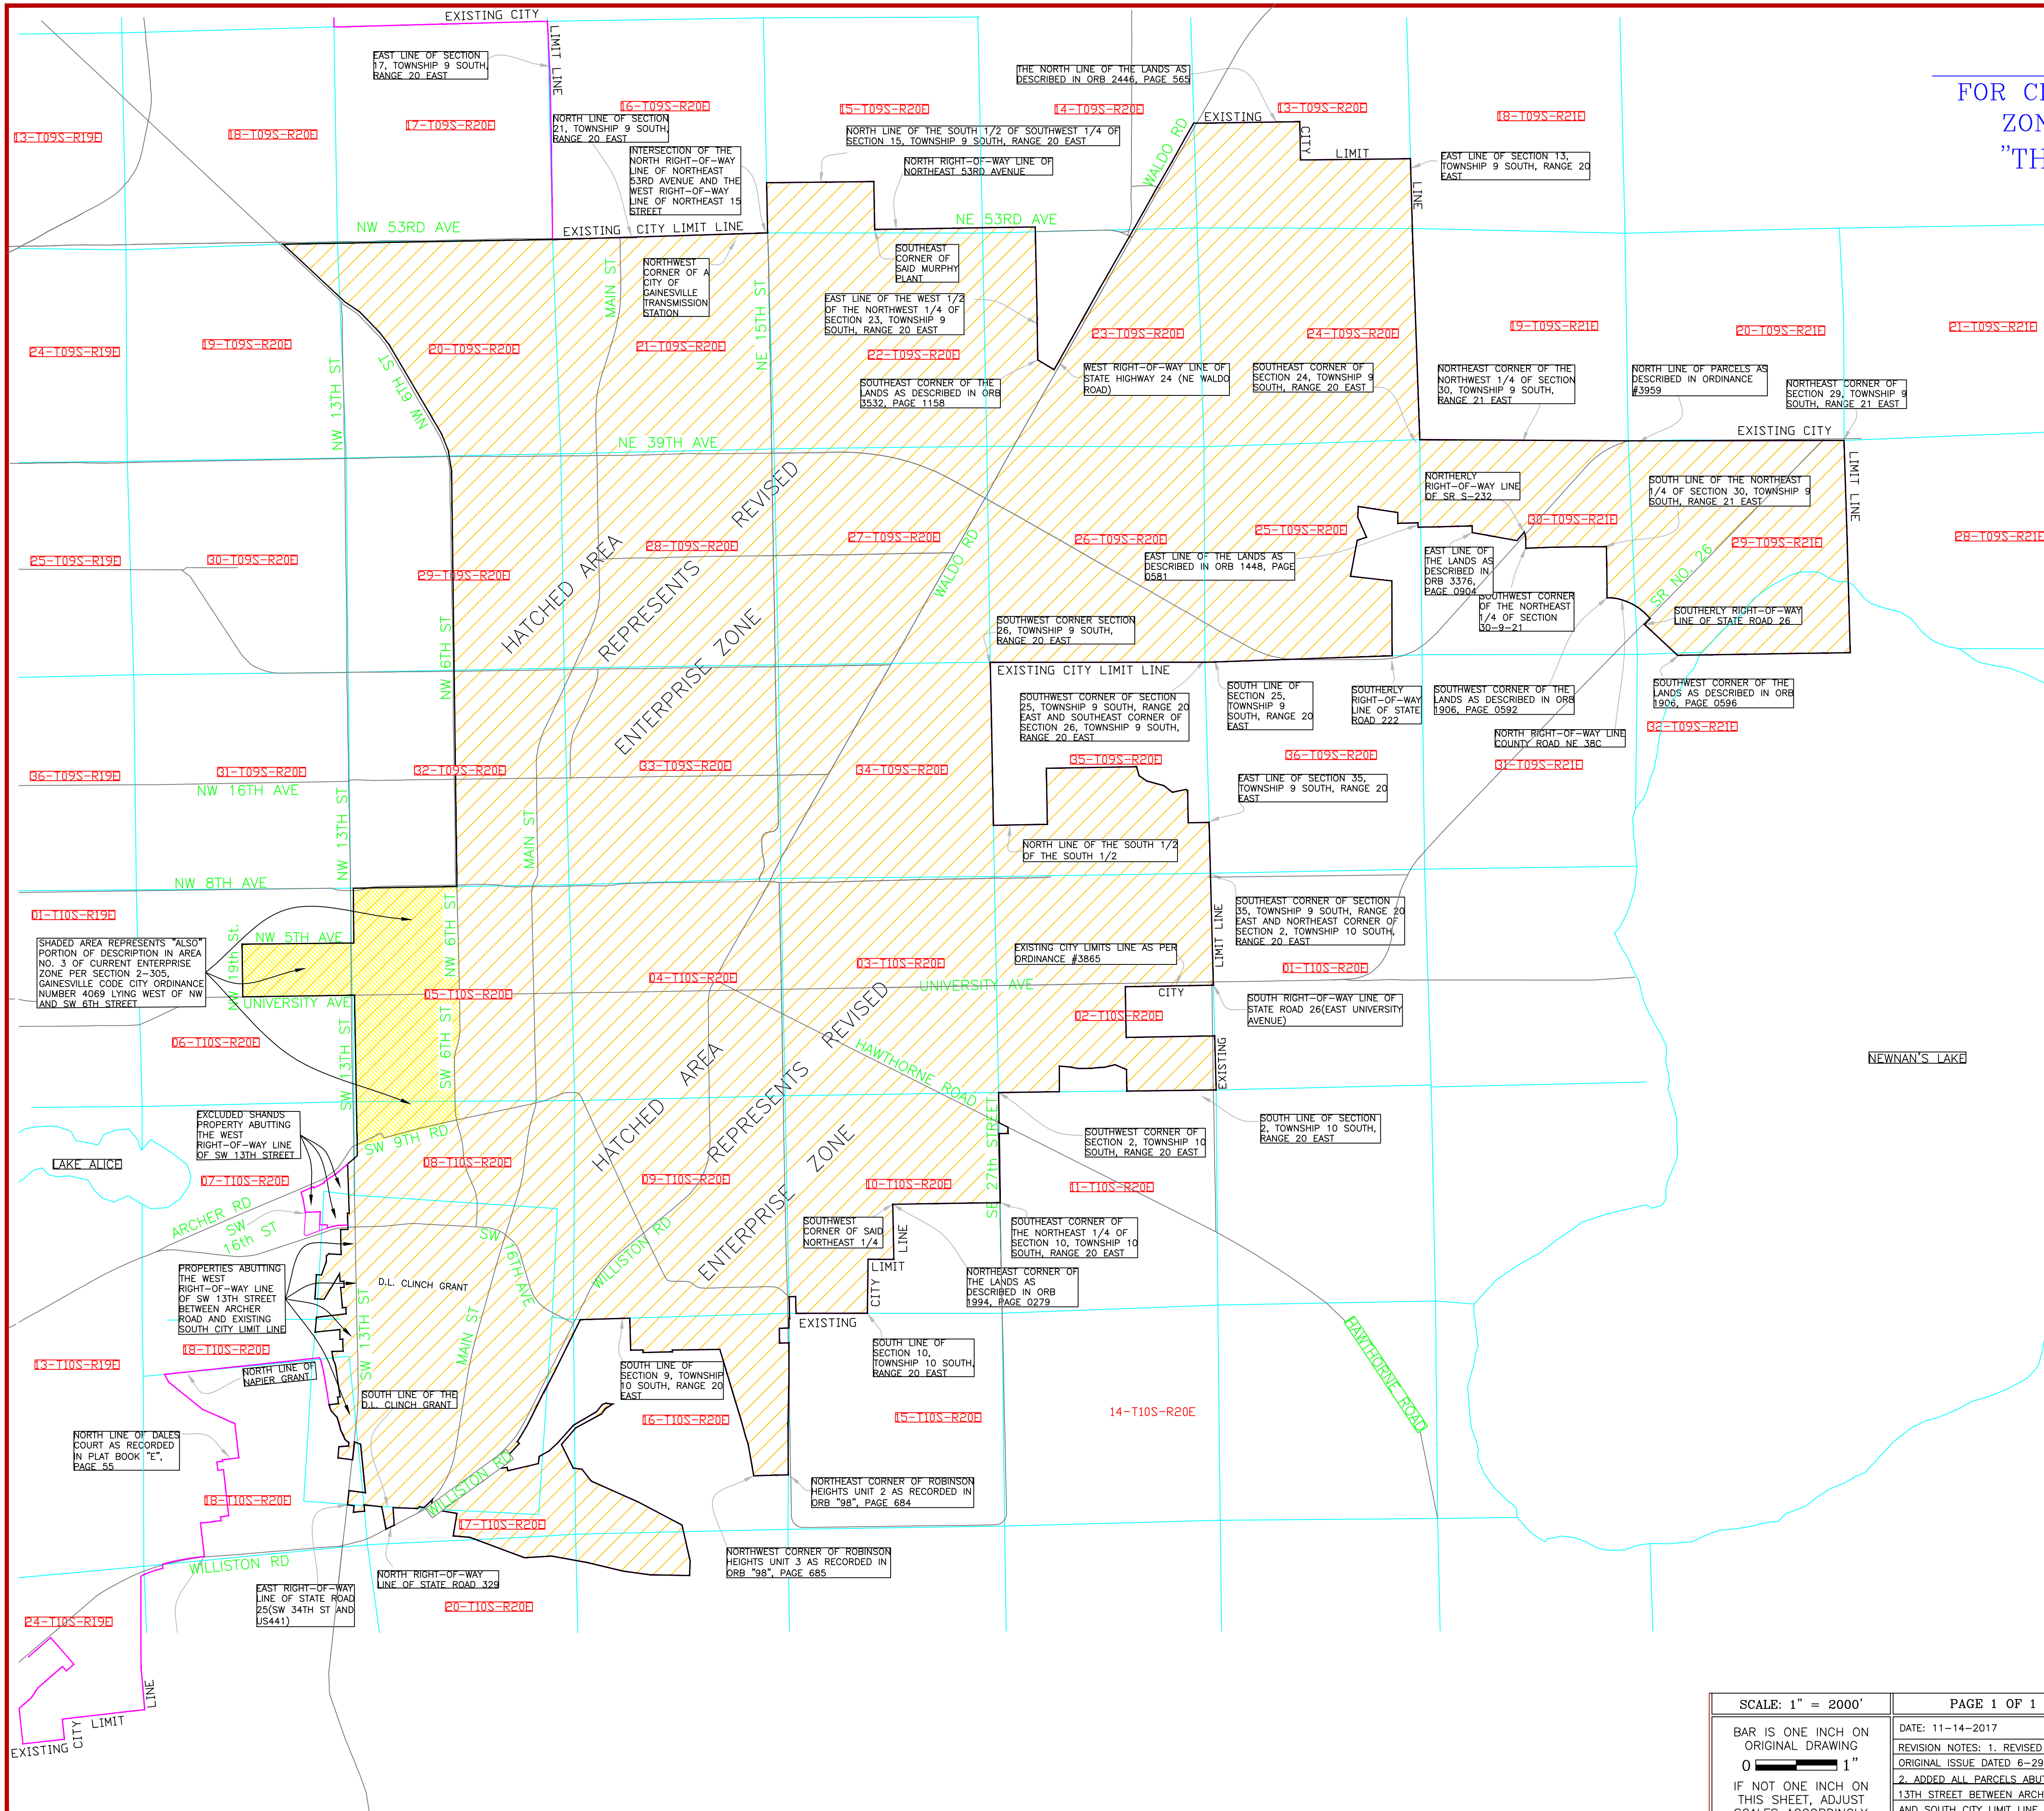 EXISTING CITY
LIMIT LINE
EAST LINE OF SECTION
17, TOWNSHIP 9 SOUTH,
RANGE 20 EAST
THE NORTH LINE OF THE LANDS AS
DESCRIBED IN ORB 2446, PAGE 565
FOR
ZON
"TH
13-T09S-R19E
18-T09S-R20E
17-T09S-R20E
16-T09S-R20E
15-T09S-R20E
14-T09S-R20E
13-T09S-R20E
18-T09S-R21E
NORTH LINE OF SECTION
21, TOWNSHIP 9 SOUTH,
RANGE 20 EAST
INTERSECTION OF THE
NORTH RIGHT-OF-WAY
LINE OF NORTHEAST
53RD AVENUE AND THE
WEST RIGHT-OF-WAY
LINE OF NORTHEAST 15
STREET
NORTH LINE OF THE SOUTH 1/2 OF SOUTHWEST 1/4 OF
SECTION 15, TOWNSHIP 9 SOUTH, RANGE 20 EAST
NORTH RIGHT-OF-WAY LINE OF
NORTHEAST 53RD AVENUE
WALDO RD
EXISTING
CITY
LIMIT
LINE
EAST LINE OF SECTION 13,
TOWNSHIP 9 SOUTH, RANGE 20
EAST
NW 53RD AVE
EXISTING CITY LIMIT LINE
NE 53RD AVE
NORTHWEST
CORNER OF A
CITY OF
GAINESVILLE
TRANSMISSION
STATION
SOUTHEAST
CORNER OF
SAID MURPHY
PLANT
MAIN ST
NE 15TH ST
EAST LINE OF THE WEST 1/2
OF THE NORTHWEST 1/4 OF
SECTION 23, TOWNSHIP 9
SOUTH, RANGE 20 EAST
24-T09S-R19E
19-T09S-R20E
20-T09S-R20E
21-T09S-R20E
22-T09S-R20E
23-T09S-R20E
24-T09S-R20E
19-T09S-R21E
20-T09S-R21E
21-T09S-R21E
NW 13TH ST
NW 6TH ST
SOUTHEAST CORNER OF THE
LANDS AS DESCRIBED IN ORB
3532, PAGE 1158
WEST RIGHT-OF-WAY LINE OF
STATE HIGHWAY 24 (NE WALDO
ROAD)
SOUTHEAST CORNER OF
SECTION 24, TOWNSHIP 9
SOUTH, RANGE 20 EAST
NORTHEAST CORNER OF THE
NORTHWEST 1/4 OF SECTION
30, TOWNSHIP 9 SOUTH,
RANGE 21 EAST
NORTH LINE OF PARCELS AS
DESCRIBED IN ORDINANCE
#3959
NORTHEAST CORNER OF
SECTION 29, TOWNSHIP 9
SOUTH, RANGE 21 EAST
NE 39TH AVE
EXISTING CITY
LIMIT LINE
NORTHERLY
RIGHT-OF-WAY LINE
OF SR S-232
SOUTH LINE OF THE NORTHEAST
1/4 OF SECTION 30, TOWNSHIP 9
SOUTH, RANGE 21 EAST
25-T09S-R19E
30-T09S-R20E
29-T09S-R20E
28-T09S-R20E
27-T09S-R20E
26-T09S-R20E
25-T09S-R20E
30-T09S-R21E
29-T09S-R21E
28-T09S-R21E
HATCHED AREA
REPRESENTS REVISED
ENTERPRISE ZONE
WALDO RD
EAST LINE OF THE LANDS AS
DESCRIBED IN ORB 1448, PAGE
0581
EAST LINE OF
THE LANDS AS
DESCRIBED IN
ORB 3376,
PAGE 0904
SOUTHWEST CORNER
OF THE NORTHEAST
1/4 OF SECTION
30-9-21
SR NO. 26
SOUTHERLY RIGHT-OF-WAY
LINE OF STATE ROAD 26
SOUTHWEST CORNER SECTION
26, TOWNSHIP 9 SOUTH,
RANGE 20 EAST
NW 6TH ST
EXISTING CITY LIMIT LINE
SOUTHWEST CORNER OF SECTION
25, TOWNSHIP 9 SOUTH, RANGE 20
EAST AND SOUTHEAST CORNER OF
SECTION 26, TOWNSHIP 9 SOUTH,
RANGE 20 EAST
SOUTH LINE OF
SECTION 25,
TOWNSHIP 9
SOUTH, RANGE 20
EAST
SOUTHERLY
RIGHT-OF-WAY
LINE OF STATE
ROAD 222
SOUTHWEST CORNER OF THE
LANDS AS DESCRIBED IN ORB
1906, PAGE 0592
SOUTHWEST CORNER OF THE
LANDS AS DESCRIBED IN ORB
1906, PAGE 0596
NORTH RIGHT-OF-WAY LINE
COUNTY ROAD NE 38C
32-T09S-R21E
36-T09S-R19E
31-T09S-R20E
32-T09S-R20E
33-T09S-R20E
34-T09S-R20E
35-T09S-R20E
36-T09S-R20E
31-T09S-R21E
NW 16TH AVE
NW 13TH ST
MAIN ST
EAST LINE OF SECTION 35,
TOWNSHIP 9 SOUTH, RANGE 20
EAST
NORTH LINE OF THE SOUTH 1/2
OF THE SOUTH 1/2
NW 8TH AVE
01-T10S-R19E
SOUTHEAST CORNER OF SECTION
35, TOWNSHIP 9 SOUTH, RANGE 20
EAST AND NORTHEAST CORNER OF
SECTION 2, TOWNSHIP 10 SOUTH,
RANGE 20 EAST
SHADED AREA REPRESENTS "ALSO"
PORTION OF DESCRIPTION IN AREA
NO. 3 OF CURRENT ENTERPRISE
ZONE PER SECTION 2-305,
GAINESVILLE CODE CITY ORDINANCE
NUMBER 4069 LYING WEST OF NW
AND SW 6TH STREET
NW 19th St.
NW 5TH AVE
NW 6TH ST
EXISTING CITY LIMITS LINE AS PER
ORDINANCE #3865
LIMIT LINE
UNIVERSITY AVE
05-T10S-R20E
04-T10S-R20E
03-T10S-R20E
01-T10S-R20E
UNIVERSITY AVE
CITY
02-T10S-R20E
SOUTH RIGHT-OF-WAY LINE OF
STATE ROAD 26(EAST UNIVERSITY
AVENUE)
06-T10S-R20E
SW 13TH ST
SW 6TH ST
HATCHED AREA
REPRESENTS REVISED
ENTERPRISE ZONE
HAWTHORNE ROAD
EXISTING
NEWNAN'S LAKE
EXCLUDED SHANDS
PROPERTY ABUTTING
THE WEST
RIGHT-OF-WAY LINE
OF SW 13TH STREET
SW 9TH RD
SE 27th STREET
SOUTHWEST CORNER OF
SECTION 2, TOWNSHIP 10
SOUTH, RANGE 20 EAST
SOUTH LINE OF SECTION
2, TOWNSHIP 10 SOUTH,
RANGE 20 EAST
LAKE ALICE
07-T10S-R20E
08-T10S-R20E
09-T10S-R20E
10-T10S-R20E
11-T10S-R20E
ARCHER RD
SW
16th ST
SW 16TH AVE
WILLISTON RD
SOUTHWEST
CORNER OF SAID
NORTHEAST 1/4
LINE
LIMIT
CITY
SOUTHEAST CORNER OF
THE NORTHEAST 1/4 OF
SECTION 10, TOWNSHIP 10
SOUTH, RANGE 20 EAST
PROPERTIES ABUTTING
THE WEST
RIGHT-OF-WAY LINE
OF SW 13TH STREET
BETWEEN ARCHER
ROAD AND EXISTING
SOUTH CITY LIMIT LINE
D.L. CLINCH GRANT
NORTHEAST CORNER OF
THE LANDS AS
DESCRIBED IN ORB
1994, PAGE 0279
EXISTING
SW 13TH ST
MAIN ST
HAWTHORNE ROAD
13-T10S-R19E
18-T10S-R20E
NORTH LINE OF
NAPIER GRANT
SOUTH LINE OF THE
D.L. CLINCH GRANT
SOUTH LINE OF
SECTION 9, TOWNSHIP
10 SOUTH, RANGE 20
EAST
SOUTH LINE OF
SECTION 10,
TOWNSHIP 10 SOUTH,
RANGE 20 EAST
16-T10S-R20E
15-T10S-R20E
14-T10S-R20E
NORTH LINE OF DALES
COURT AS RECORDED
IN PLAT BOOK "E",
PAGE 55
18-T10S-R20E
WILLISTON RD
17-T10S-R20E
NORTHEAST CORNER OF ROBINSON
HEIGHTS UNIT 2 AS RECORDED IN
ORB "98", PAGE 684
NORTHWEST CORNER OF ROBINSON
HEIGHTS UNIT 3 AS RECORDED IN
ORB "98", PAGE 685
WILLISTON RD
EAST RIGHT-OF-WAY
LINE OF STATE ROAD
25(SW 34TH ST AND
US441)
NORTH RIGHT-OF-WAY
LINE OF STATE ROAD 329
20-T10S-R20E
24-T10S-R19E
EXISTING
CITY
LIMIT
LINE
SCALE: 1" = 2000'
PAGE 1 OF 1
BAR IS ONE INCH ON
ORIGINAL DRAWING
0 1"
IF NOT ONE INCH ON
THIS SHEET, ADJUST
SCALES ACCORDINGLY
DATE: 11-14-2017
REVISION NOTES: 1. REVISED
ORIGINAL ISSUE DATED 6-29
2. ADDED ALL PARCELS ABU
13TH STREET BETWEEN ARCH
AND SOUTH CITY LIMIT LINE